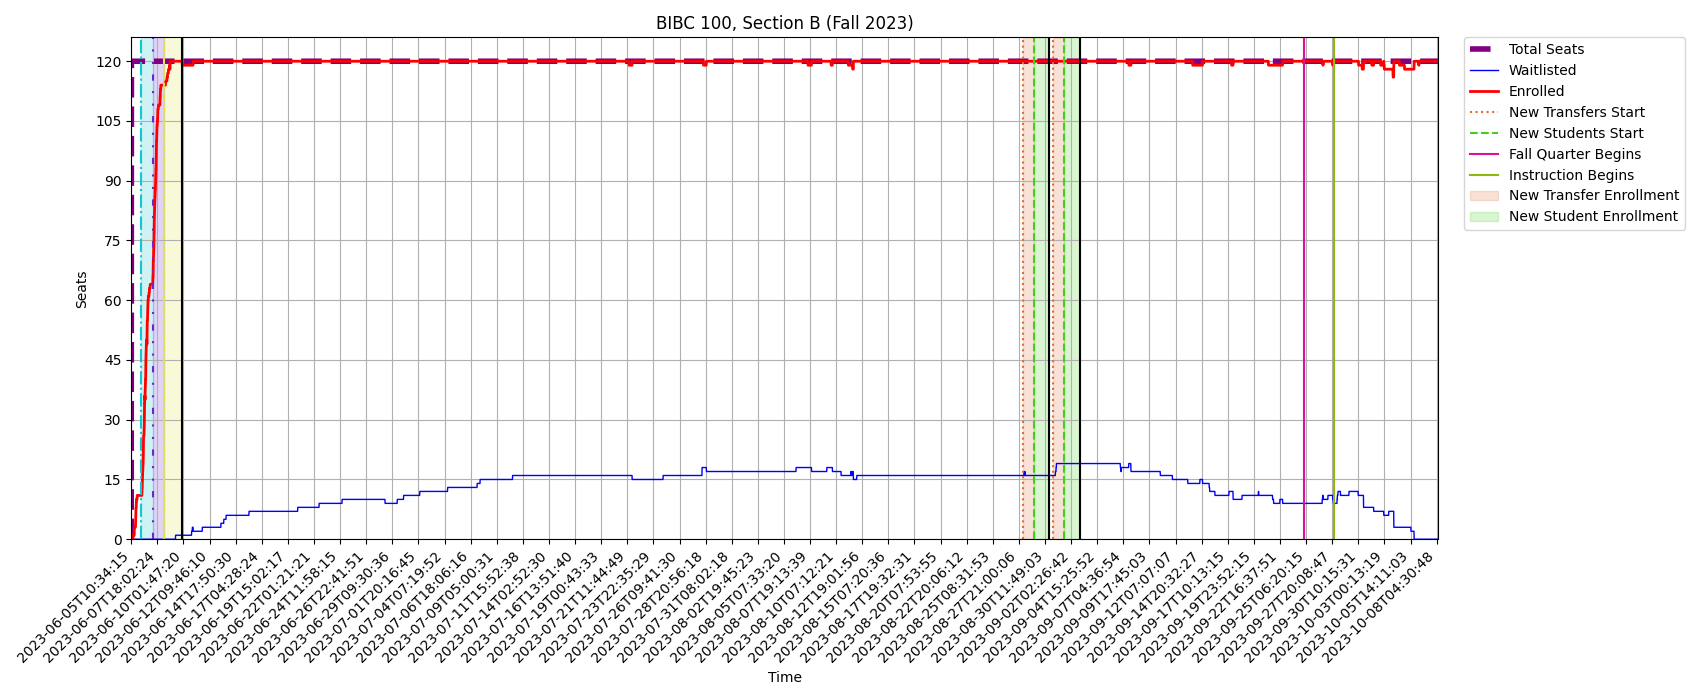 BIBC 100, Section B (Fall 2023)
Total Seats
Waitlisted
Enrolled
New Transfers Start
New Students Start
Fall Quarter Begins
Instruction Begins
New Transfer Enrollment
New Student Enrollment
Seats
120
105
90
75
60
45
30
15
0
2023-06-05T10:34:15
2023-06-07T18:02:24
2023-06-10T01:47:20
2023-06-12T09:46:10
2023-06-14T17:50:30
2023-06-17T04:28:24
2023-06-19T15:02:17
2023-06-22T01:21:21
2023-06-24T11:58:15
2023-06-26T22:41:51
2023-06-29T09:30:36
2023-07-01T20:16:45
2023-07-04T07:19:52
2023-07-06T18:06:16
2023-07-09T05:00:31
2023-07-11T15:52:38
2023-07-14T02:52:30
2023-07-16T13:51:40
2023-07-19T00:43:33
2023-07-21T11:44:49
2023-07-23T22:35:29
2023-07-26T09:41:30
2023-07-28T20:56:18
2023-07-31T08:02:18
2023-08-02T19:45:23
2023-08-05T07:33:20
2023-08-07T19:13:39
2023-08-10T07:12:21
2023-08-12T19:01:56
2023-08-15T07:20:36
2023-08-17T19:32:31
2023-08-20T07:53:55
2023-08-22T20:06:12
2023-08-25T08:31:53
2023-08-27T21:00:06
2023-08-30T11:49:03
2023-09-02T02:26:42
2023-09-04T15:25:52
2023-09-07T04:36:54
2023-09-09T17:45:03
2023-09-12T07:07:07
2023-09-14T20:32:27
2023-09-17T10:13:15
2023-09-19T23:52:15
2023-09-22T16:37:51
2023-09-25T06:20:15
2023-09-27T20:08:47
2023-09-30T10:15:31
2023-10-03T00:13:19
2023-10-05T14:11:03
2023-10-08T04:30:48
Time